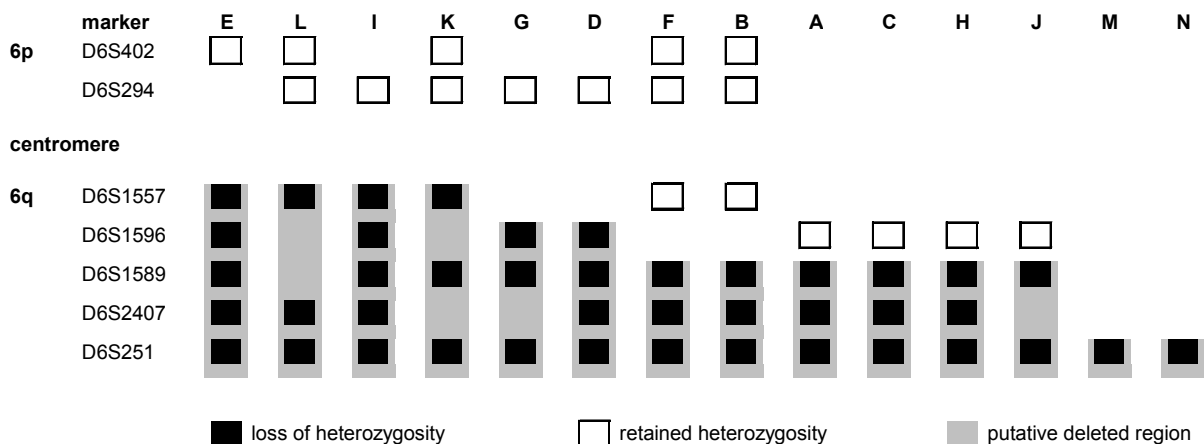 marker E L I K G D F B A C H J M N
6p D6S402
D6S294
centromere
6q D6S1557
D6S1596
D6S1589
D6S2407
D6S251
loss of heterozygosity retained heterozygosity putative deleted region